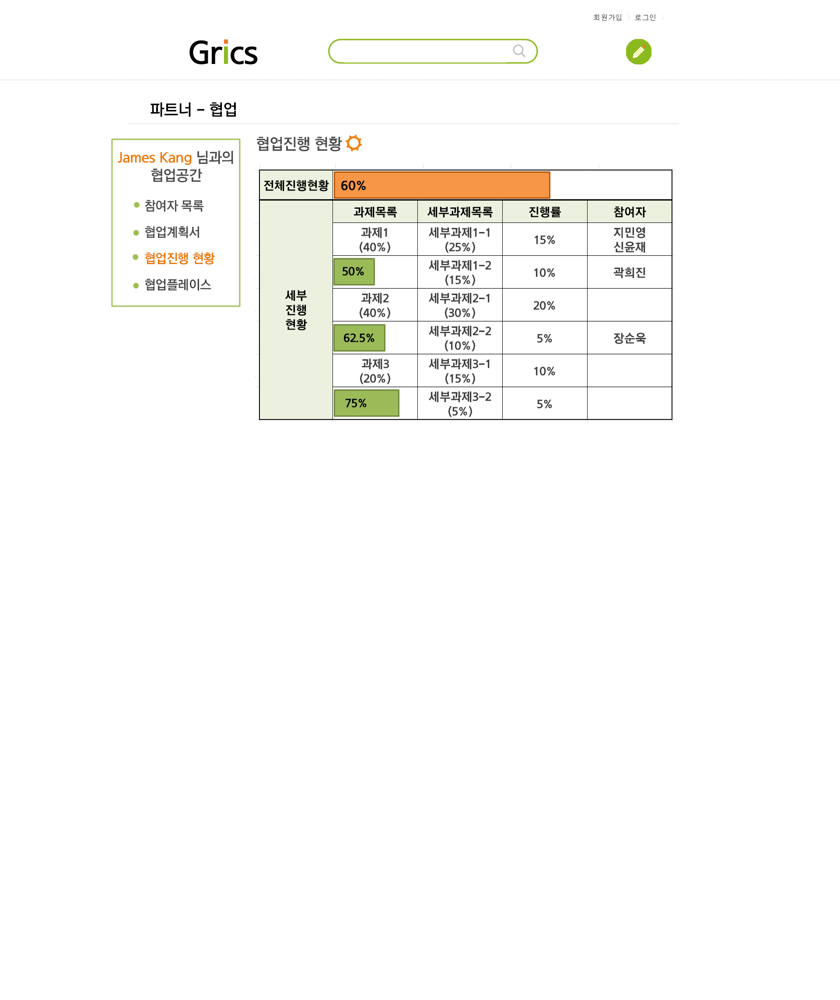 회원가입 로그인
Grics
파트너 – 협업
James Kang 님과의
협업공간
참여자 목록
협업계획서
협업진행 현황
협업플레이스
협업진행 현황
전체진행현황 60%
세부
진행
현황
과제목록 세부과제목록 진행률 참여자
과제1
(40%)
세부과제1-1
(25%)
15%
지민영
신윤재
50%
세부과제1-2
(15%)
10%
곽희진
과제2
(40%)
세부과제2-1
(30%)
20%
62.5%
세부과제2-2
(10%)
5%
장순욱
과제3
(20%)
세부과제3-1
(15%)
10%
75%
세부과제3-2
(5%)
5%